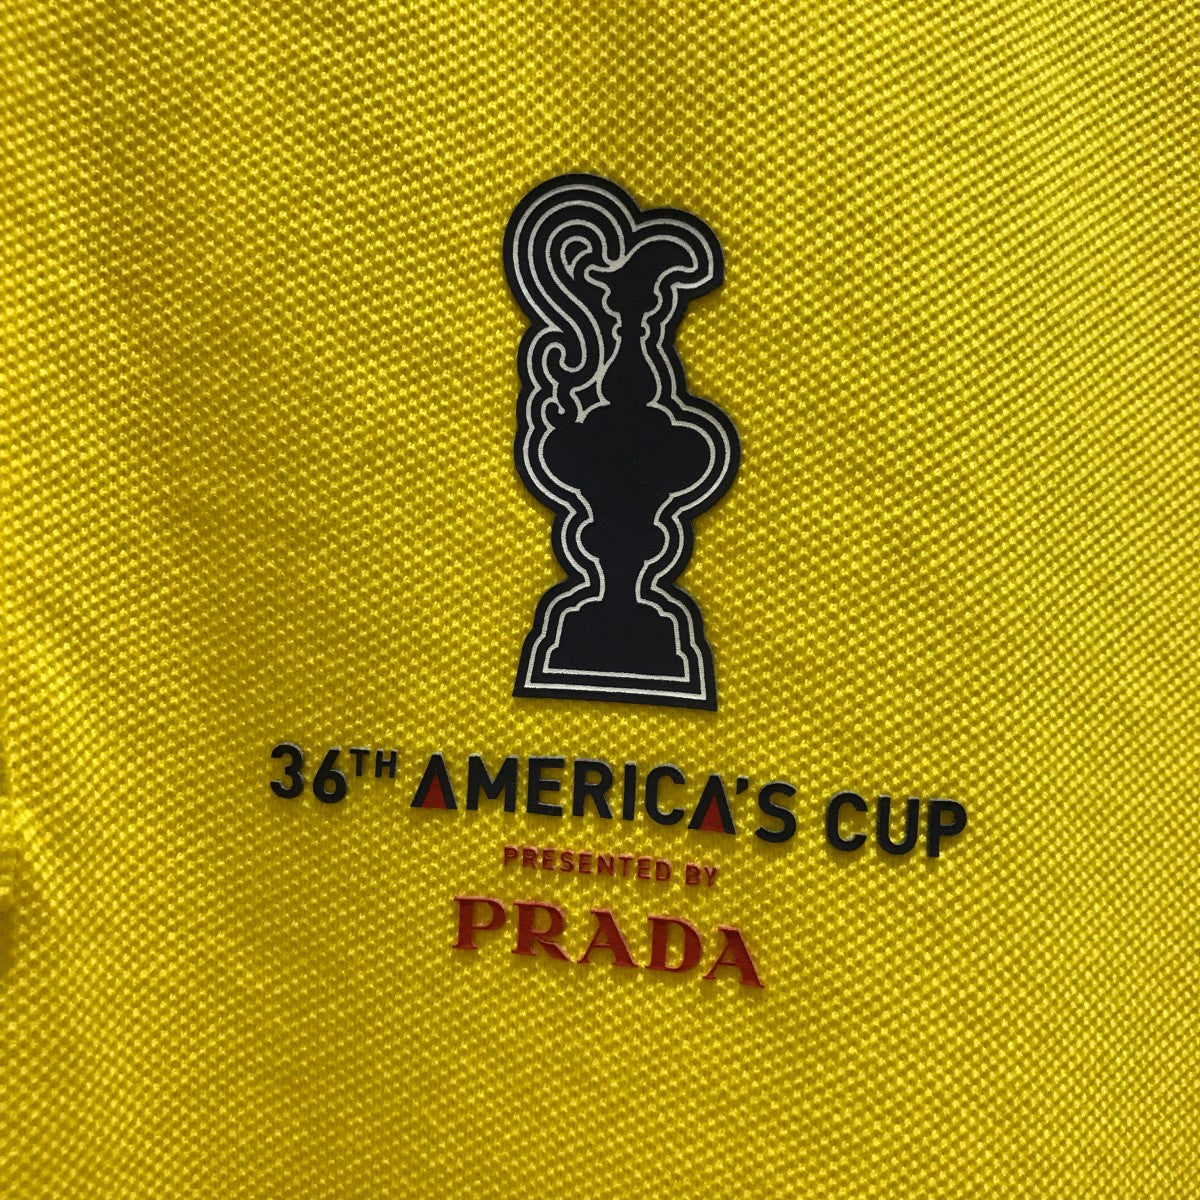 36TH AMERICA'S CUP
PRESENTED BY
PRADA